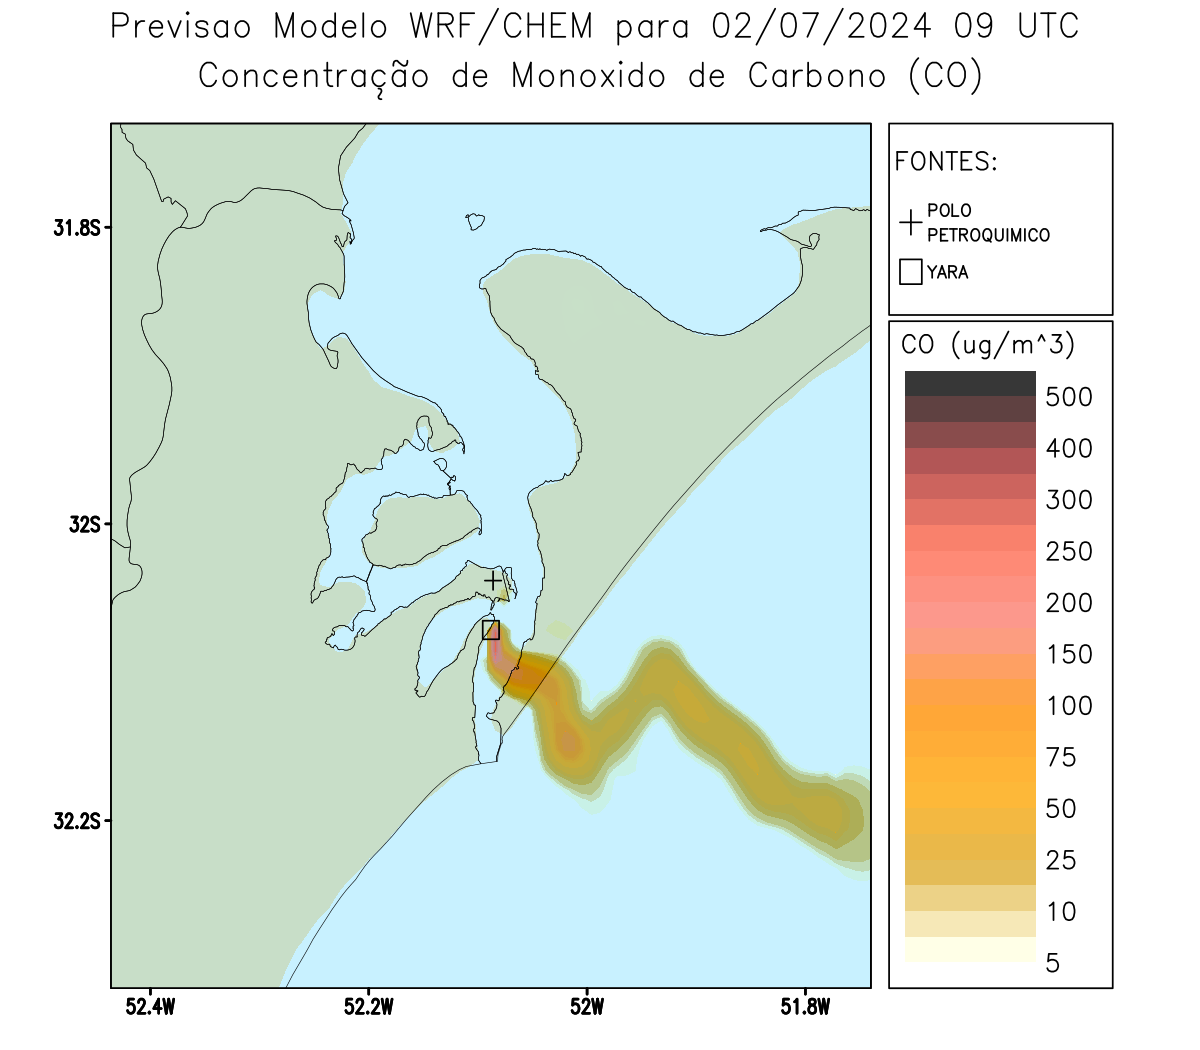 Previsao Modelo WRF/CHEM para 02/07/2024 09 UTC
Concentração de Monoxido de Carbono (CO)
FONTES:
POLO
PETROQUIMICO
YARA
CO (ug/m^3)
500
400
300
250
200
150
100
75
50
25
10
5
31.8S
32S
32.2S
52.4W
52.2W
52W
51.8W